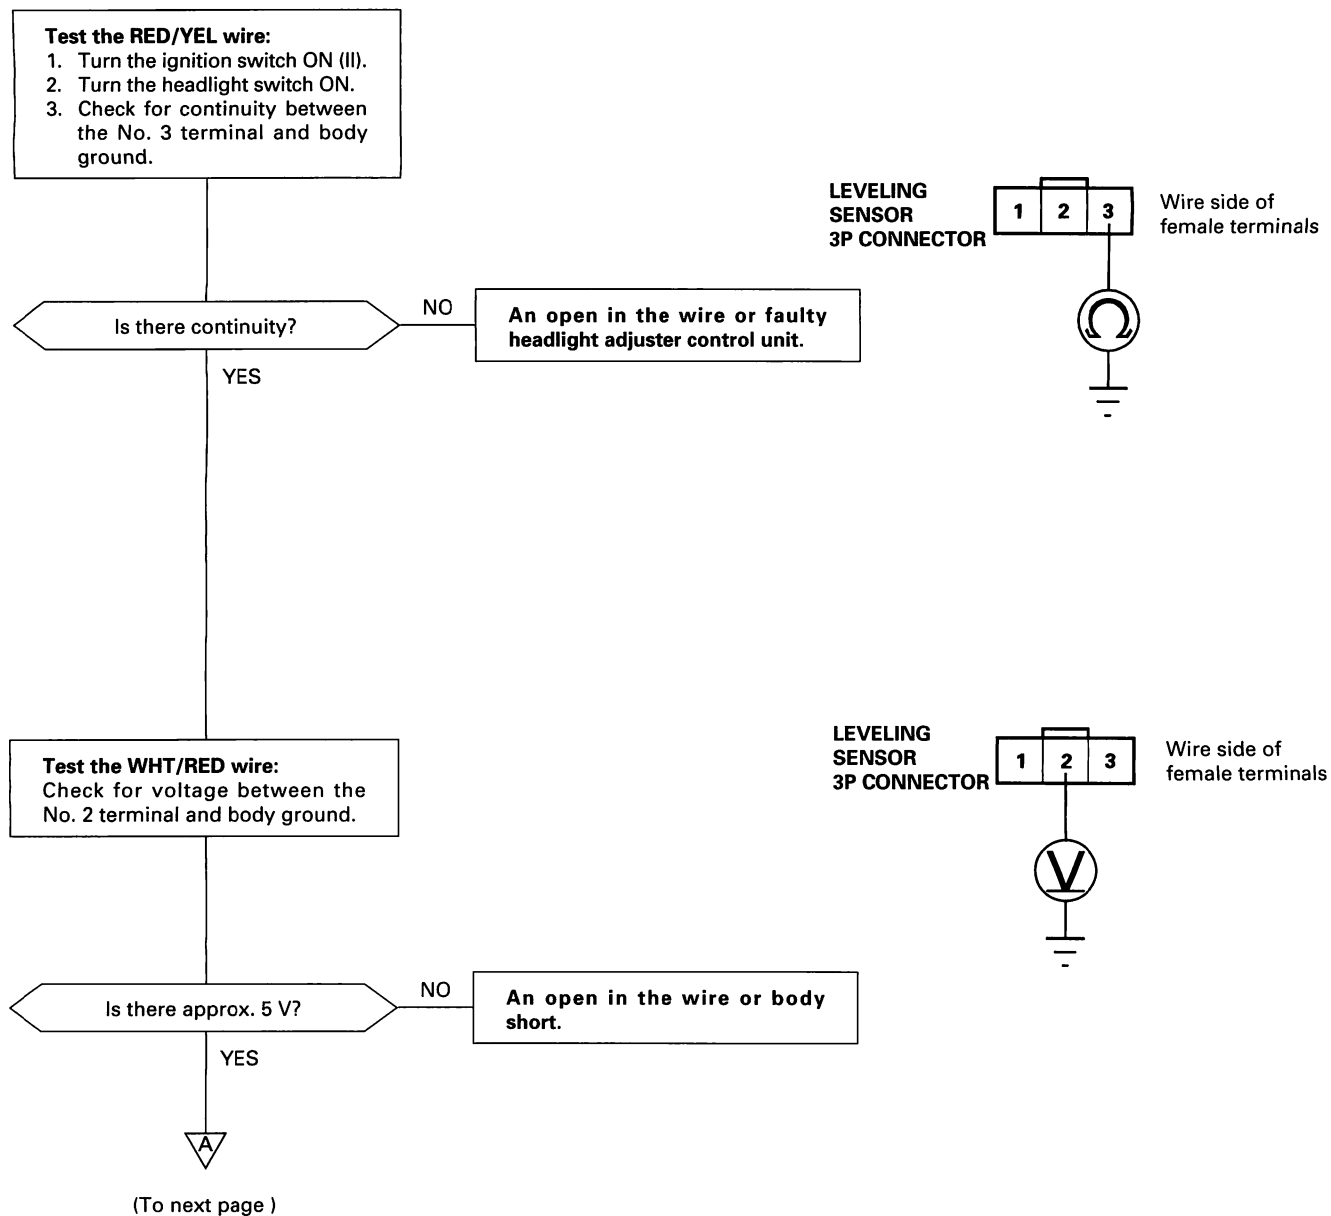 Test the RED/YEL wire:
1. Turn the ignition switch ON (II).
2. Turn the headlight switch ON.
3. Check for continuity between
the No. 3 terminal and body
ground.
LEVELING
SENSOR
3P CONNECTOR
1 2 3
Wire side of
female terminals
Ω
Is there continuity?
NO
An open in the wire or faulty
headlight adjuster control unit.
YES
Test the WHT/RED wire:
Check for voltage between the
No. 2 terminal and body ground.
LEVELING
SENSOR
3P CONNECTOR
1 2 3
Wire side of
female terminals
V
Is there approx. 5 V?
NO
An open in the wire or body
short.
YES
A
(To next page )